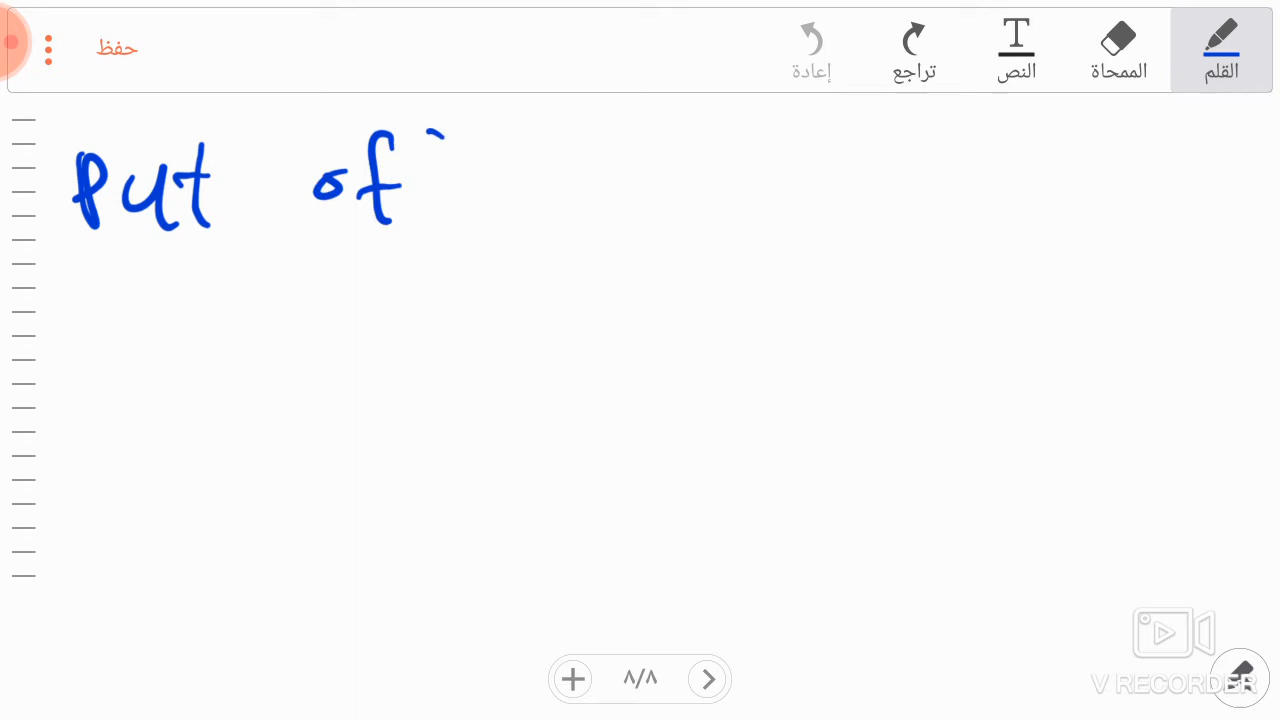 حفظ
إعادة تراجع النص الممحاة القلم
put of
٨/٨
V RECORDER